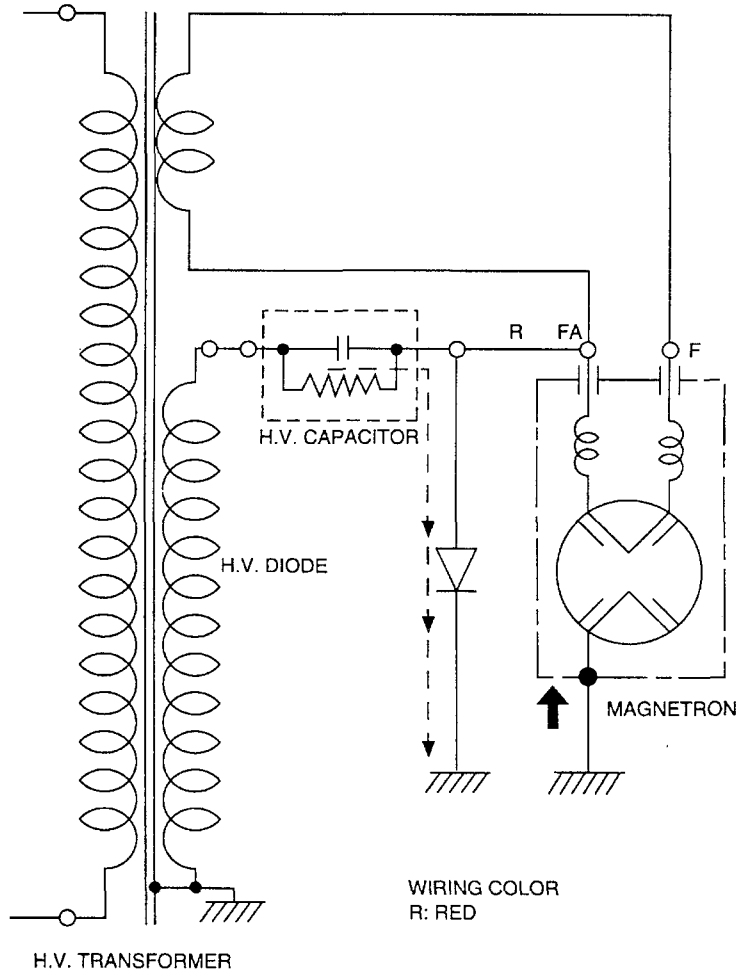 R FA
F
H.V. CAPACITOR
H.V. DIODE
MAGNETRON
WIRING COLOR
R: RED
H.V. TRANSFORMER